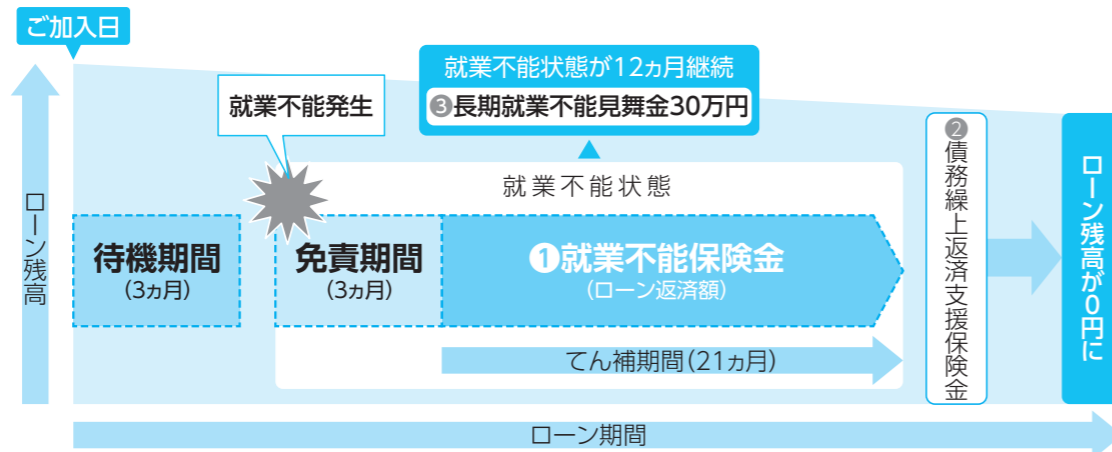 ご加入日
就業不能状態が12ヵ月継続
❸長期就業不能見舞金30万円
就業不能発生
就業不能状態
ローン残高
待機期間
(3ヵ月)
免責期間
(3ヵ月)
❶就業不能保険金
(ローン返済額)
てん補期間(21ヵ月)
❷債務繰上返済支援保険金
ローン残高が0円に
ローン期間